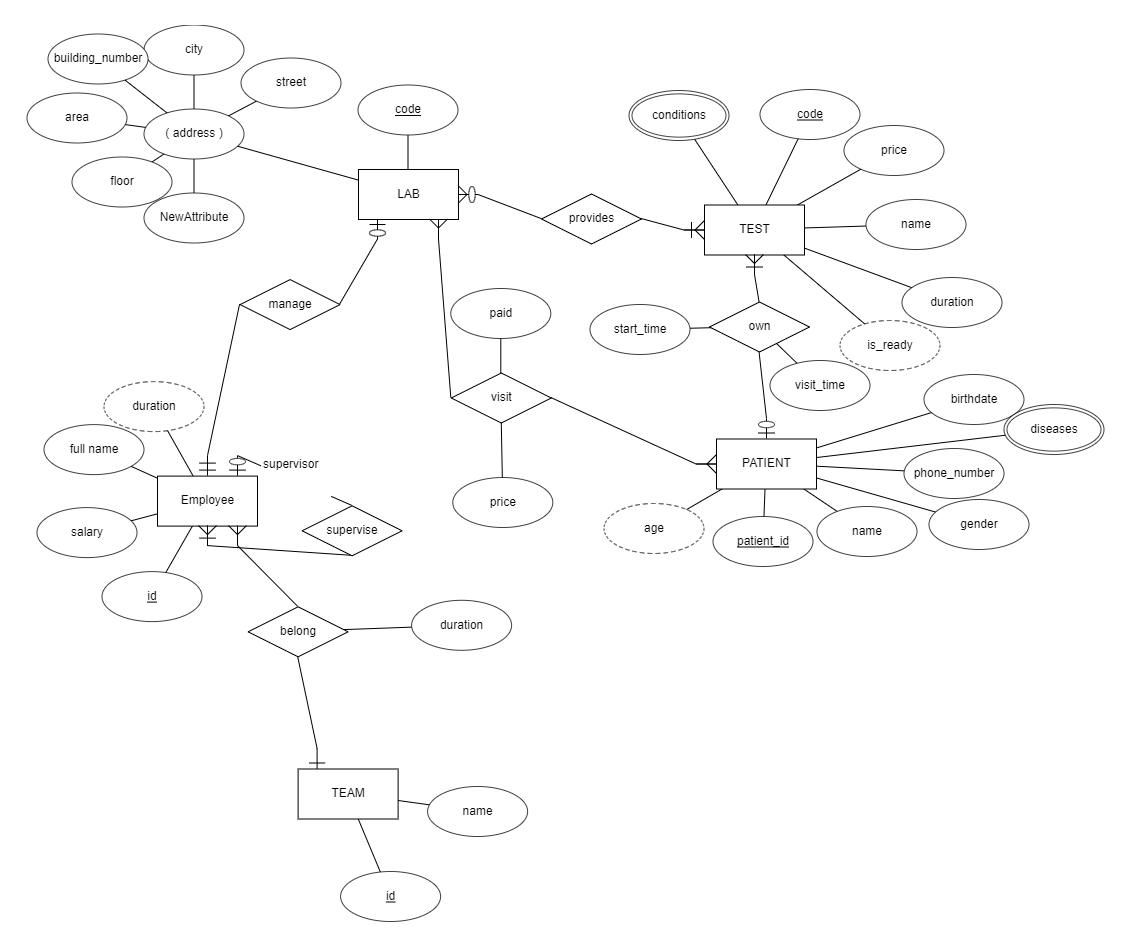 city
building_number
street
area
( address )
floor
NewAttribute
code
LAB
conditions
code
price
provides
TEST
name
duration
is_ready
manage
start_time
own
visit_time
paid
visit
price
birthdate
diseases
PATIENT
phone_number
gender
name
patient_id
age
duration
full name
supervisor
Employee
salary
supervise
id
belong
duration
TEAM
name
id